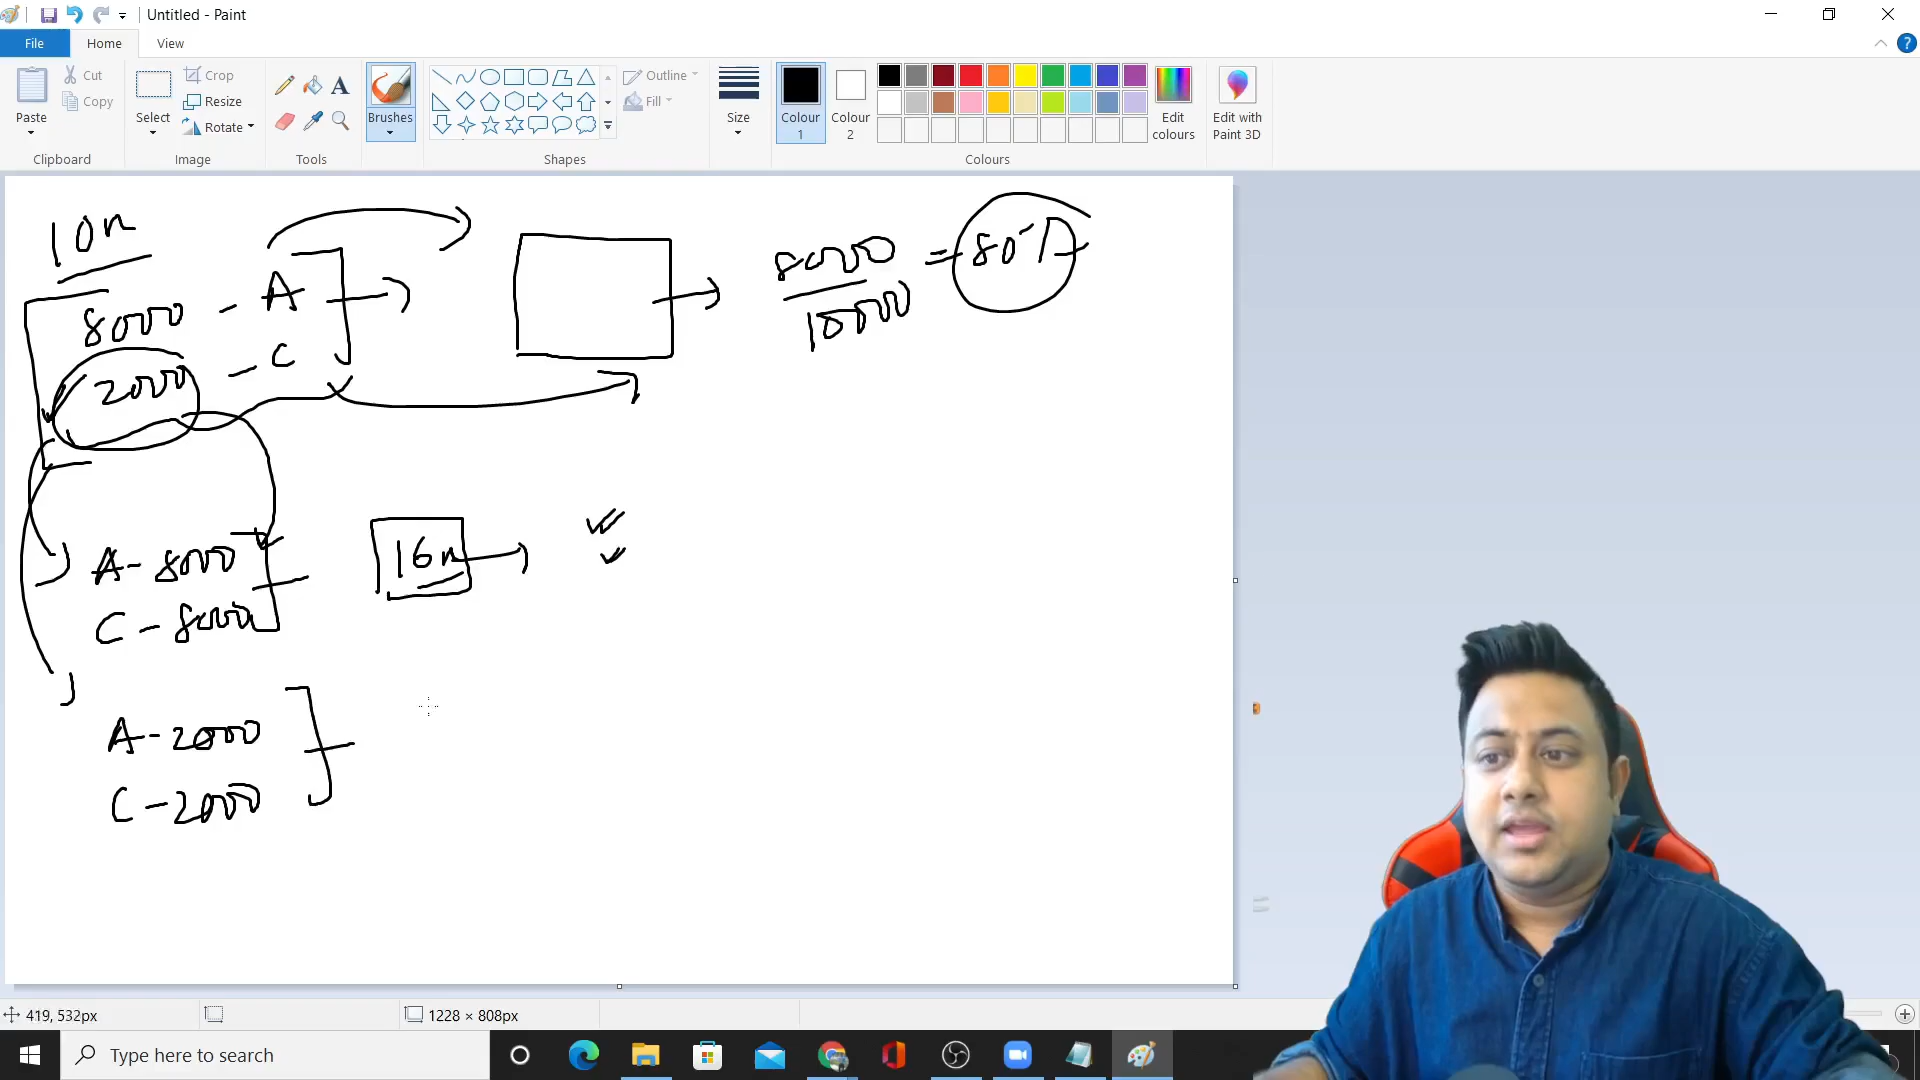 Untitled - Paint
File
Home
View
Paste
Cut
Copy
Clipboard
Select
Crop
Resize
Rotate
Image
Tools
Brushes
Outline
Fill
Shapes
Size
Colour
1
Colour
2
Edit
colours
Edit with
Paint 3D
Colours
10k
8000 - A
2000 - C
8000
10000
= 80%
A - 8000
C - 8000
16k
A - 2000
C - 2000
419, 532px
1228 × 808px
Type here to search